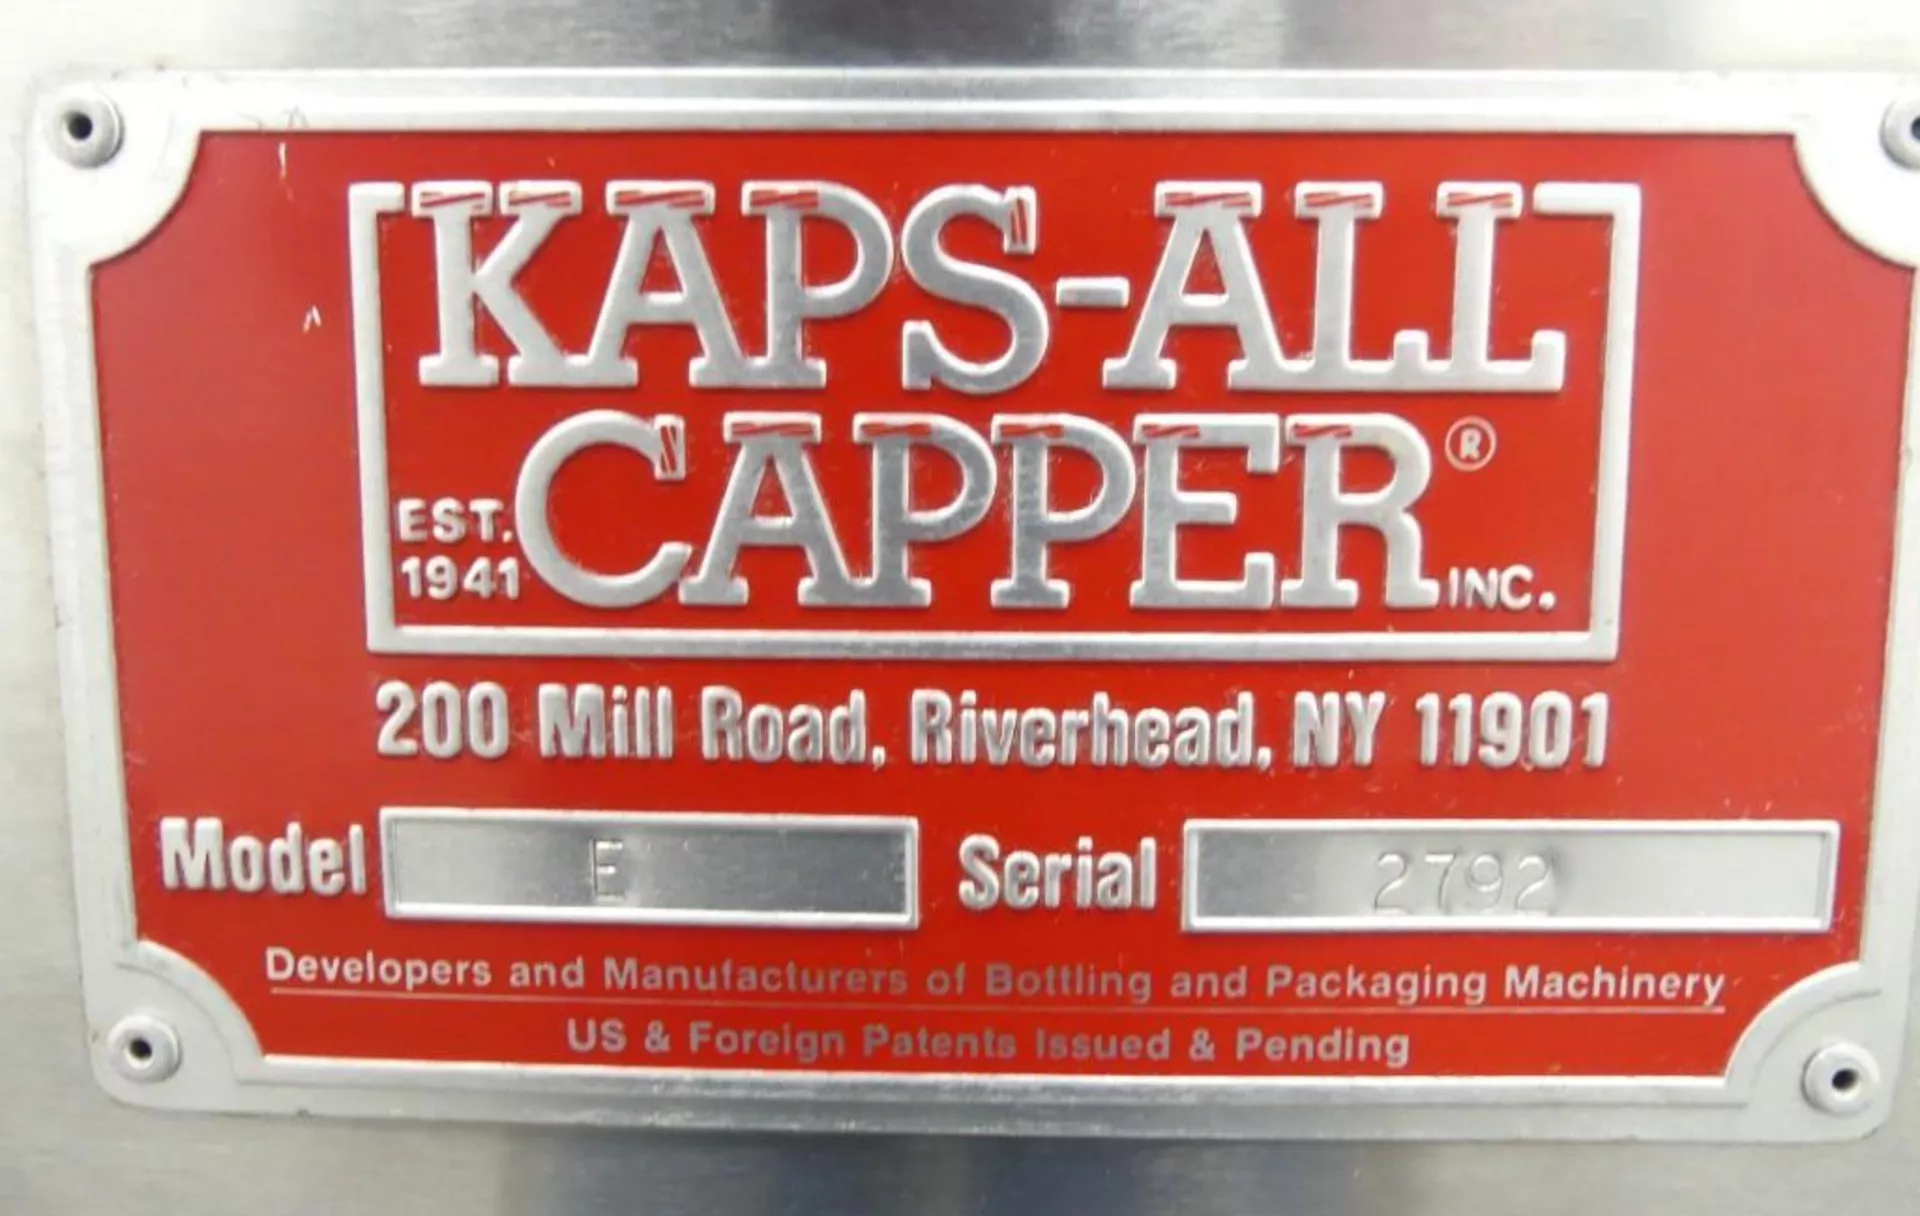 KAPS-ALL
CAPPER®
EST.
1941
INC.
200 Mill Road, Riverhead, NY 11901
Model E Serial 2792
Developers and Manufacturers of Bottling and Packaging Machinery
US & Foreign Patents Issued & Pending